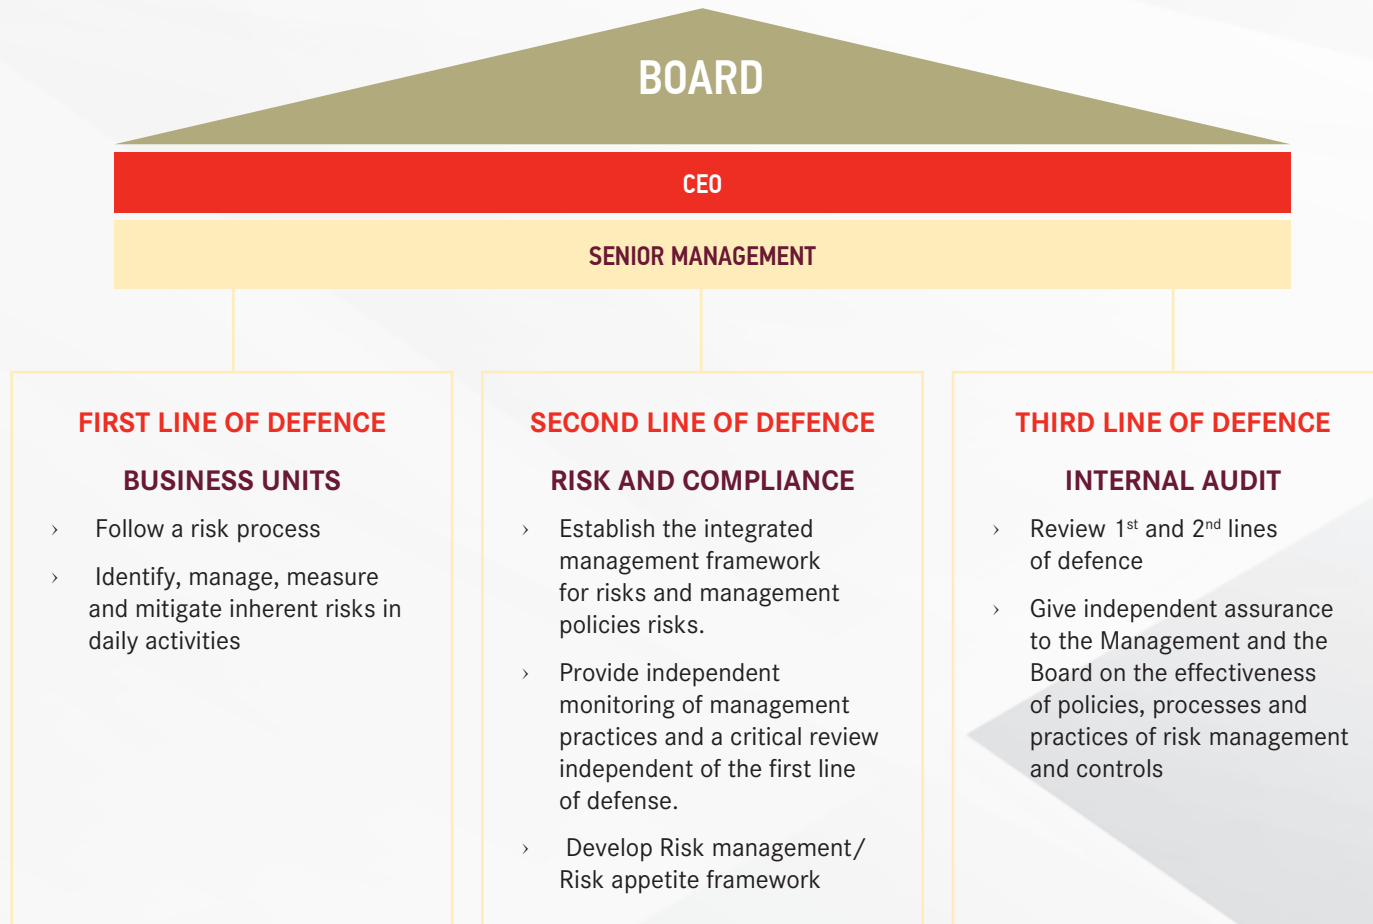 BOARD
CEO
SENIOR MANAGEMENT
FIRST LINE OF DEFENCE
BUSINESS UNITS
› Follow a risk process
› Identify, manage, measure
and mitigate inherent risks in
daily activities
SECOND LINE OF DEFENCE
RISK AND COMPLIANCE
› Establish the integrated
management framework
for risks and management
policies risks.
› Provide independent
monitoring of management
practices and a critical review
independent of the first line
of defense.
› Develop Risk management/
Risk appetite framework
THIRD LINE OF DEFENCE
INTERNAL AUDIT
› Review 1st and 2nd lines
of defence
› Give independent assurance
to the Management and the
Board on the effectiveness
of policies, processes and
practices of risk management
and controls